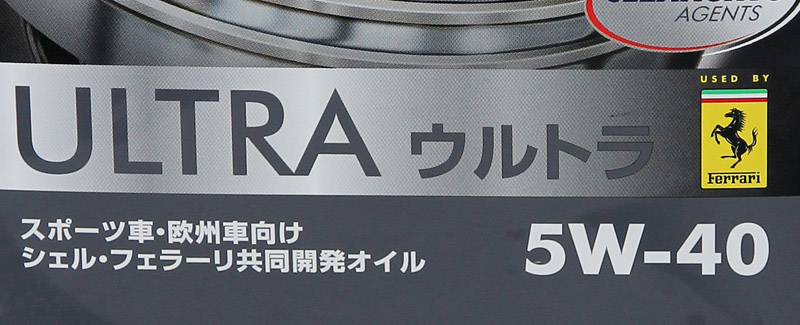 AGENTS
USED BY
ULTRA ウルトラ
Ferrari
スポーツ車・欧州車向け
シェル・フェラーリ共同開発オイル
5W-40